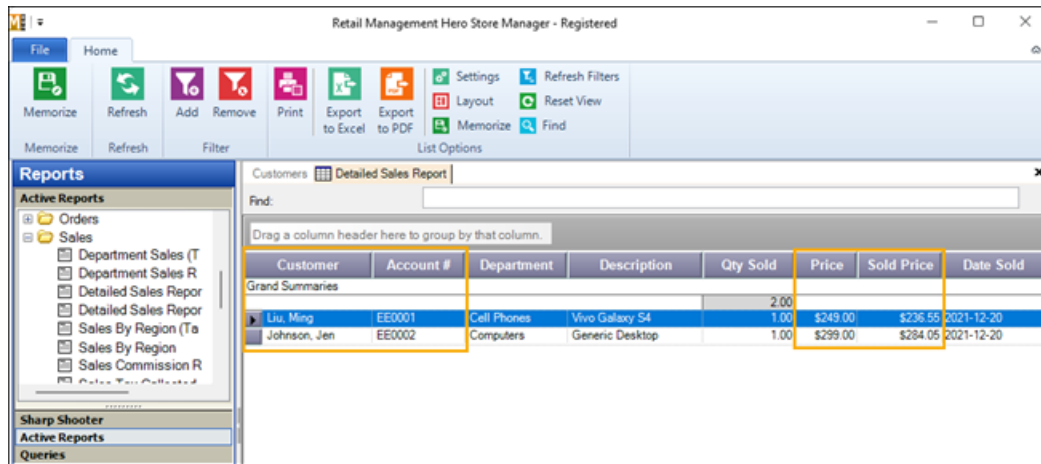 Retail Management Hero Store Manager - Registered
File Home
Memorize Refresh Add Remove Print Export to Excel Export to PDF
Settings Refresh Filters
Layout Reset View
Memorize Find
Memorize Refresh Filter List Options
Reports
Active Reports
Orders
Sales
Department Sales (T
Department Sales R
Detailed Sales Repor
Detailed Sales Repor
Sales By Region (Ta
Sales By Region
Sales Commission R
Sharp Shooter
Active Reports
Queries
Customers Detailed Sales Report
Find:
Drag a column header here to group by that column.
Customer Account # Department Description Qty Sold Price Sold Price Date Sold
Grand Summaries
2.00
Liu, Ming EE0001 Cell Phones Vivo Galaxy S4 1.00 $249.00 $236.55 2021-12-20
Johnson, Jen EE0002 Computers Generic Desktop 1.00 $299.00 $284.05 2021-12-20